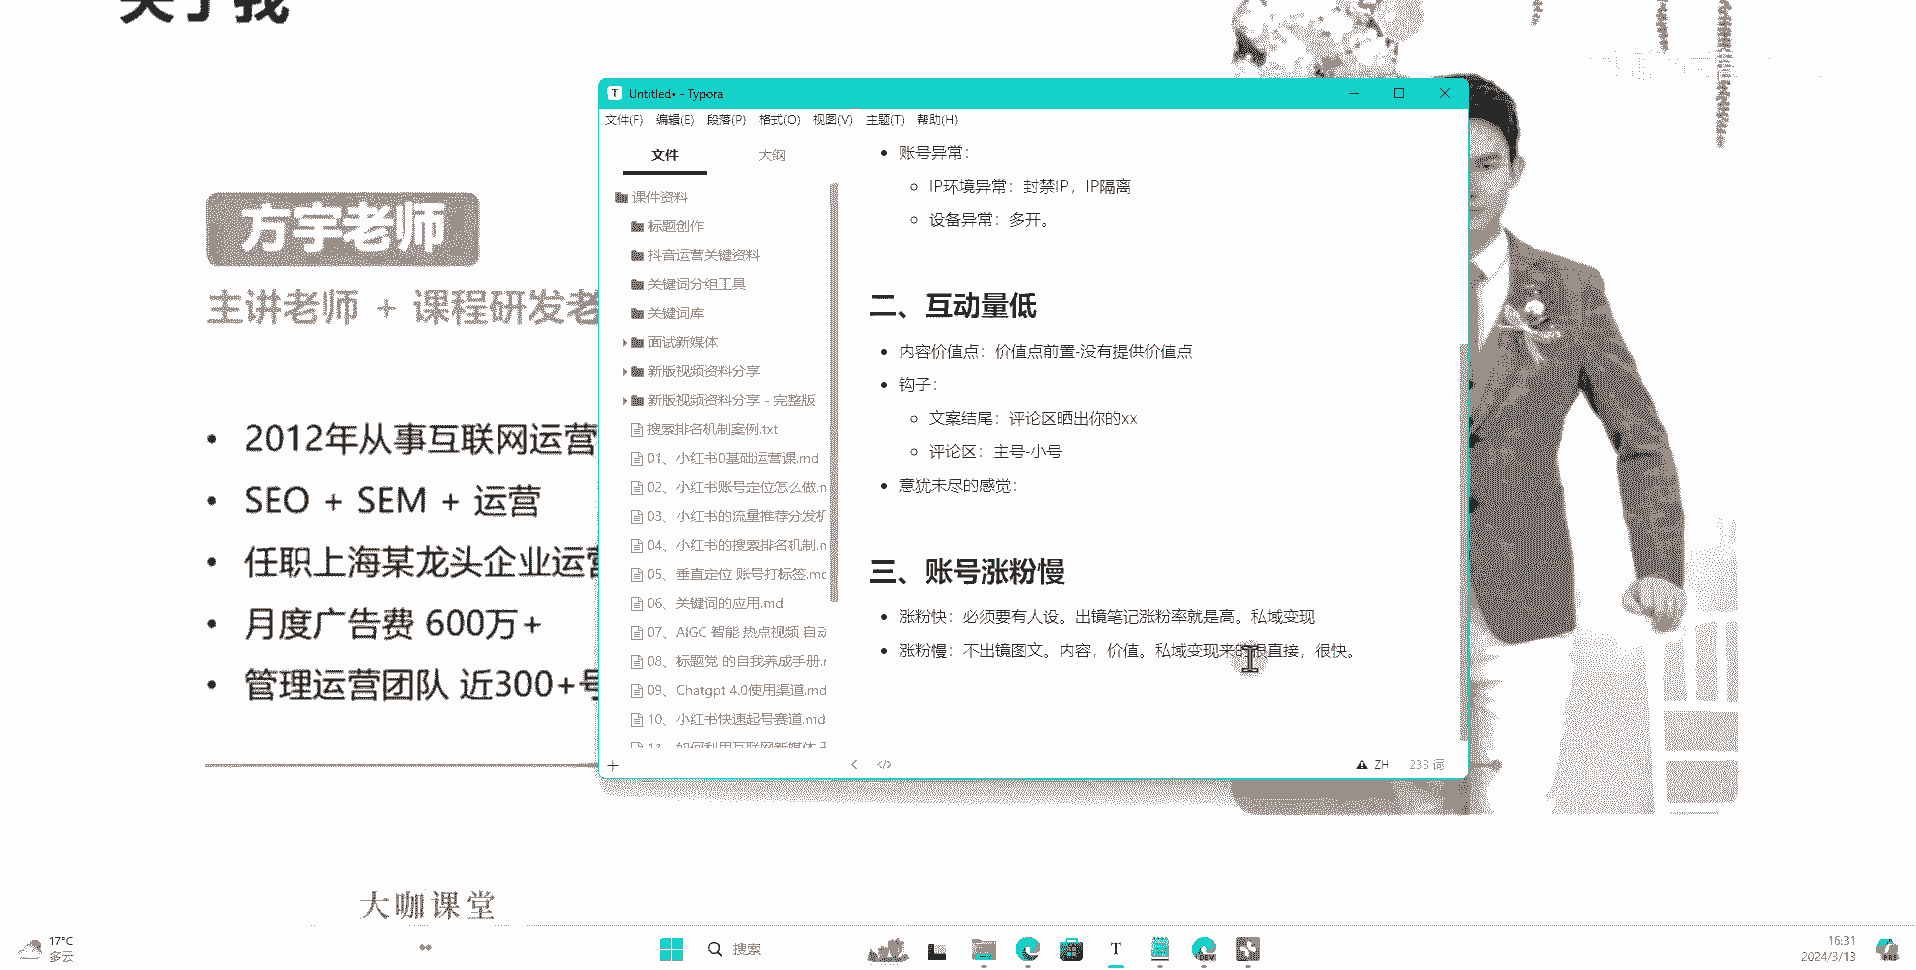 关于我
方宇老师
主讲老师 + 课程研发老
2012年从事互联网运营
SEO + SEM + 运营
任职上海某龙头企业运营
月度广告费 600万+
管理运营团队 近300+号
大咖课堂
Untitled• - Typora
文件(F) 编辑(E) 段落(P) 格式(O) 视图(V) 主题(T) 帮助(H)
文件 大纲
课件资料
标题创作
抖音运营关键资料
关键词分组工具
关键词库
面试新媒体
新版视频资料分享
新版视频资料分享 - 完整版
搜索排名机制案例.txt
01、小红书0基础运营课.md
02、小红书账号定位怎么做.n
03、小红书的流量推荐分发机
04、小红书的搜索排名机制.n
05、垂直定位 账号打标签.mc
06、关键词的应用.md
07、AIGC 智能 热点视频 自动
08、标题党 的自我养成手册.r
09、Chatgpt 4.0使用渠道.md
10、小红书快速起号赛道.md
11、如何利用互联网新媒体
账号异常：
IP环境异常：封禁IP，IP隔离
设备异常：多开。
二、互动量低
内容价值点：价值点前置-没有提供价值点
钩子：
文案结尾：评论区晒出你的xx
评论区：主号-小号
意犹未尽的感觉：
三、账号涨粉慢
涨粉快：必须要有人设。出镜笔记涨粉率就是高。私域变现
涨粉慢：不出镜图文。内容，价值。私域变现来的很直接，很快。
ZH 233 词
17°C
多云
搜索
16:31
2024/3/13